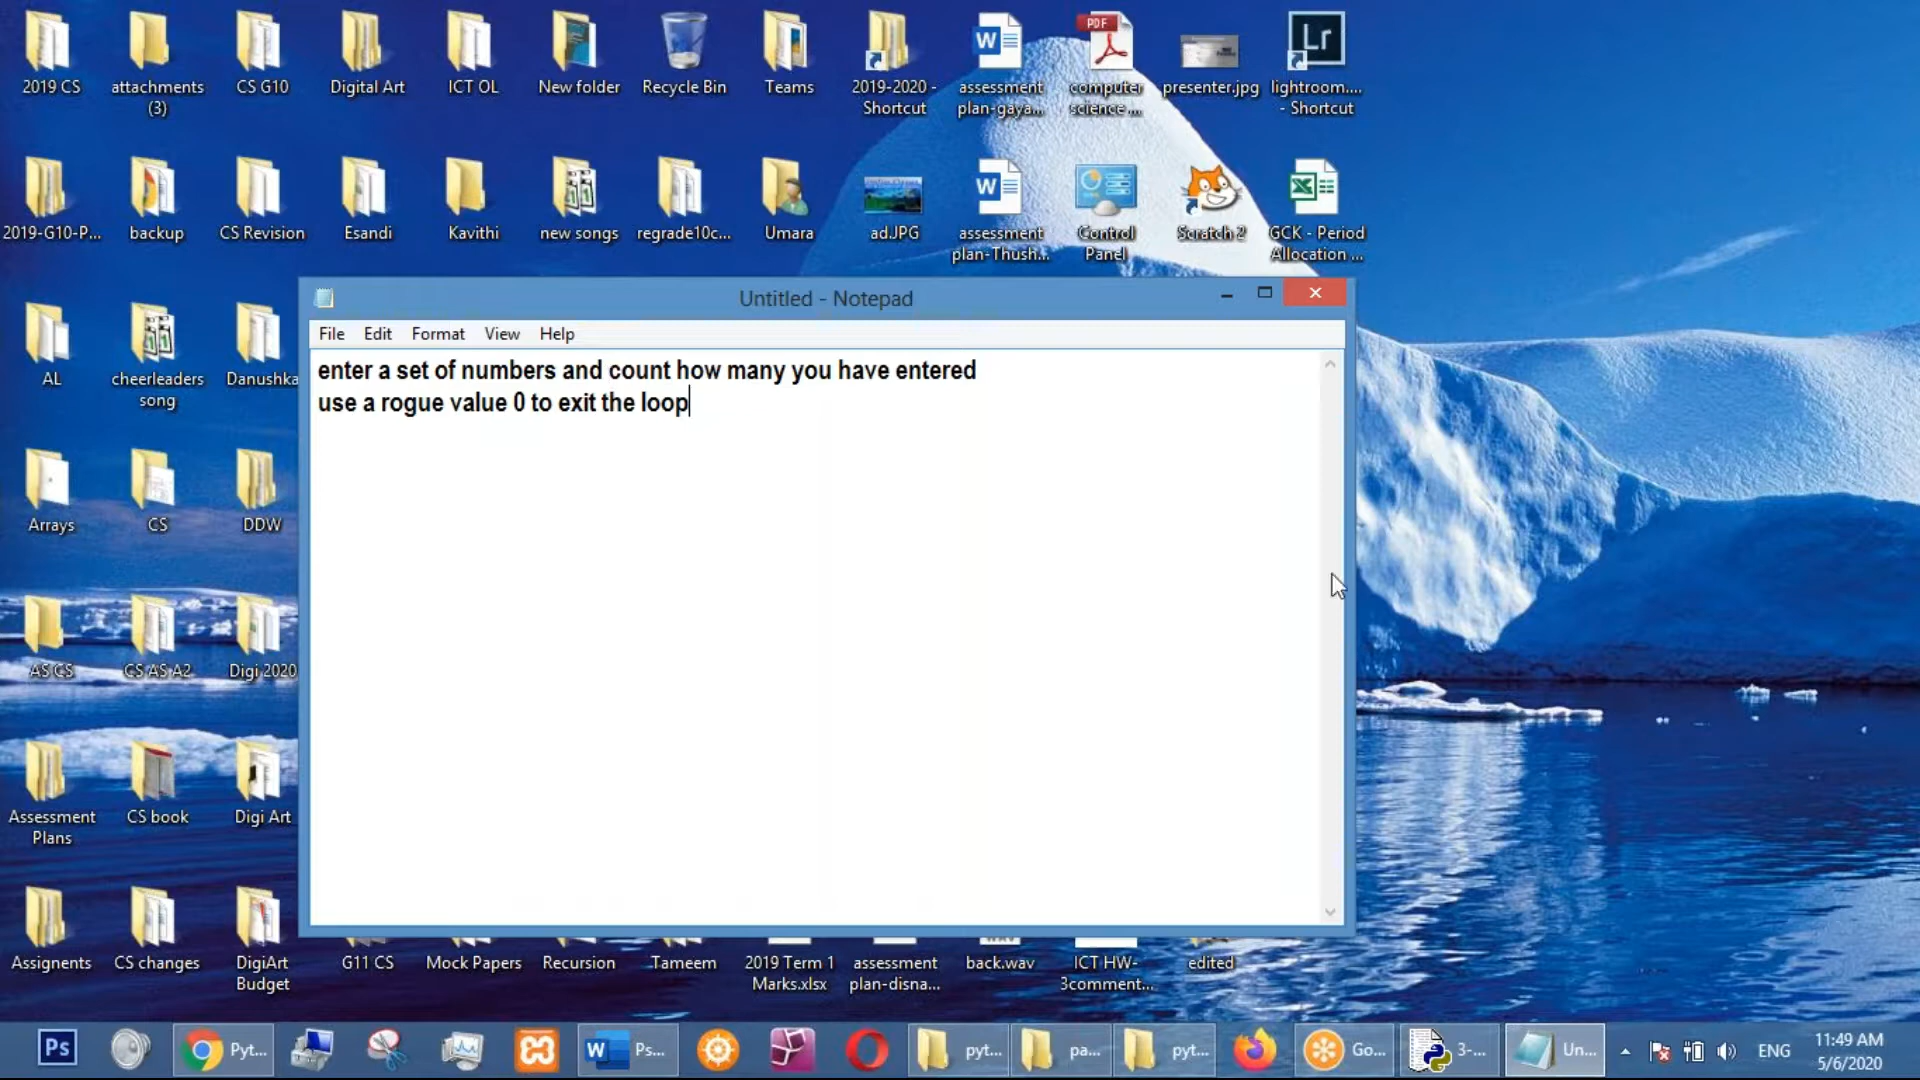 2019 CS
attachments (3)
CS G10
Digital Art
ICT OL
New folder
Recycle Bin
Teams
2019-2020 - Shortcut
assessment plan-gaya...
PDF
computer science ...
presenter.jpg
Lr
lightroom.... - Shortcut
2019-G10-P...
backup
CS Revision
Esandi
Kavithi
new songs
regrade10c...
Umara
ad.JPG
assessment plan-Thush...
Control Panel
Scratch 2
GCK - Period Allocation ...
Untitled - Notepad
File Edit Format View Help
enter a set of numbers and count how many you have entered
use a rogue value 0 to exit the loop
AL
cheerleaders song
Danushka
Arrays
CS
DDW
AS CS
CS AS A2
Digi 2020
Assessment Plans
CS book
Digi Art
Assignents
CS changes
DigiArt Budget
G11 CS
Mock Papers
Recursion
Tameem
2019 Term 1 Marks.xlsx
assessment plan-disna...
back.wav
ICT HW-3comment...
edited
Ps
Pyt...
W
Ps...
pyt...
pa...
pyt...
Go...
3-...
Un...
ENG
11:49 AM
5/6/2020